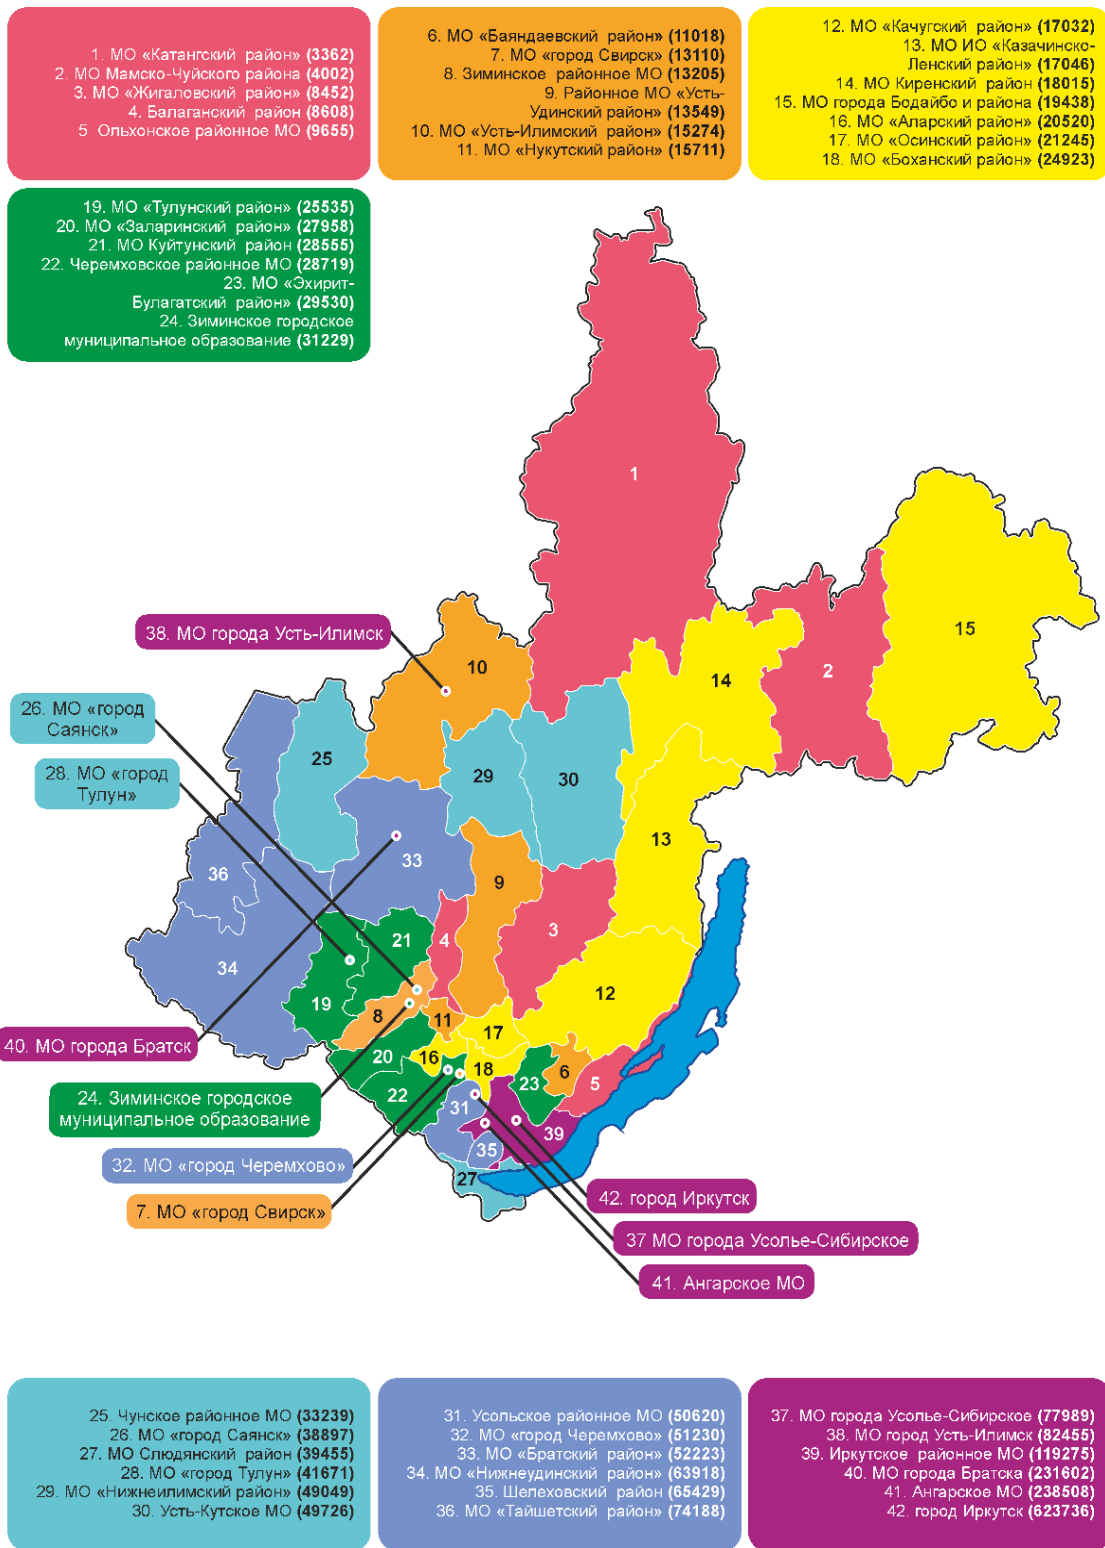 1. МО «Катангский район» (3362)
2. МО Мамско-Чуйского района (4002)
3. МО «Жигаловский район» (8452)
4. Балаганский район (8608)
5 Ольхонское районное МО (9655)
6. МО «Баяндаевский район» (11018)
7. МО «город Свирск» (13110)
8. Зиминское районное МО (13205)
9. Районное МО «Усть-
Удинский район» (13549)
10. МО «Усть-Илимский район» (15274)
11. МО «Нукутский район» (15711)
12. МО «Качугский район» (17032)
13. МО ИО «Казачинско-
Ленский район» (17046)
14. МО Киренский район (18015)
15. МО города Бодайбо и района (19438)
16. МО «Аларский район» (20520)
17. МО «Осинский район» (21245)
18. МО «Боханский район» (24923)
19. МО «Тулунский район» (25535)
20. МО «Заларинский район» (27958)
21. МО Куйтунский район (28555)
22. Черемховское районное МО (28719)
23. МО «Эхирит-
Булагатский район» (29530)
24. Зиминское городское
муниципальное образование (31229)
1
15
2
14
38. МО города Усть-Илимск
10
26. МО «город
Саянск»
25
28. МО «город
Тулун»
29
30
13
33
36
9
3
21
4
34
12
19
8
11
17
40. МО города Братск
20
16
18
6
23
5
22
24. Зиминское городское
муниципальное образование
31
39
35
32. МО «город Черемхово»
27
42. город Иркутск
7. МО «город Свирск»
37 МО города Усолье-Сибирское
41. Ангарское МО
25. Чунское районное МО (33239)
26. МО «город Саянск» (38897)
27. МО Слюдянский район (39455)
28. МО «город Тулун» (41671)
29. МО «Нижнеилимский район» (49049)
30. Усть-Кутское МО (49726)
31. Усольское районное МО (50620)
32. МО «город Черемхово» (51230)
33. МО «Братский район» (52223)
34. МО «Нижнеудинский район» (63918)
35. Шелеховский район (65429)
36. МО «Тайшетский район» (74188)
37. МО города Усолье-Сибирское (77989)
38. МО город Усть-Илимск (82455)
39. Иркутское районное МО (119275)
40. МО города Братска (231602)
41. Ангарское МО (238508)
42. город Иркутск (623736)